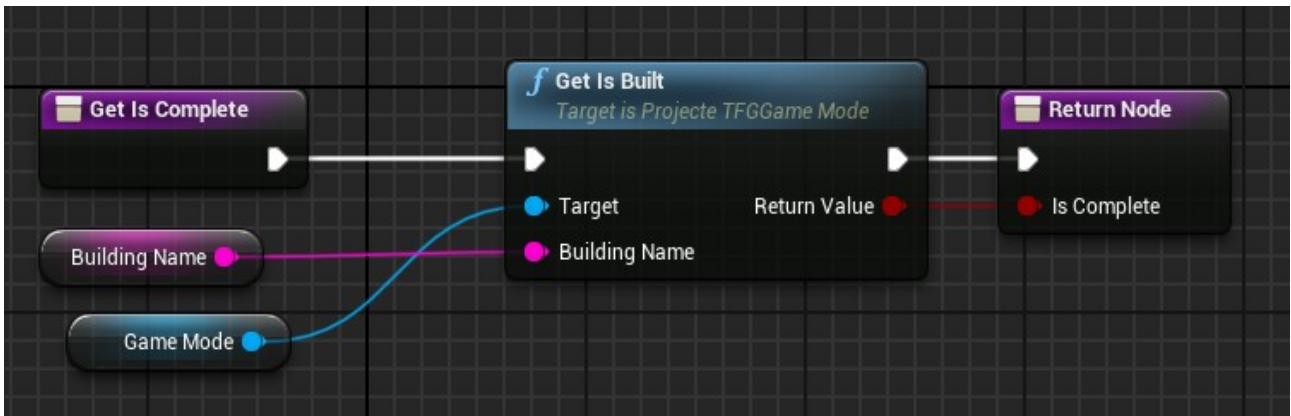 Get Is Complete
Building Name
Game Mode
f Get Is Built
Target is Projecte TFGGame Mode
Target
Return Value
Building Name
Return Node
Is Complete